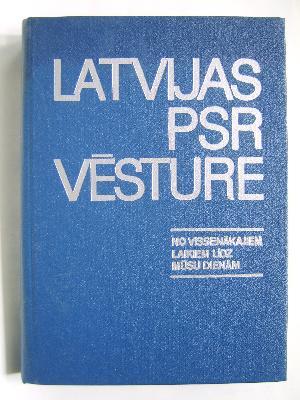 LATVIJAS
PSR
VĒSTURE
NO VISSENĀKAJIEM
LAIKIEM LĪDZ
MŪSU DIENĀM